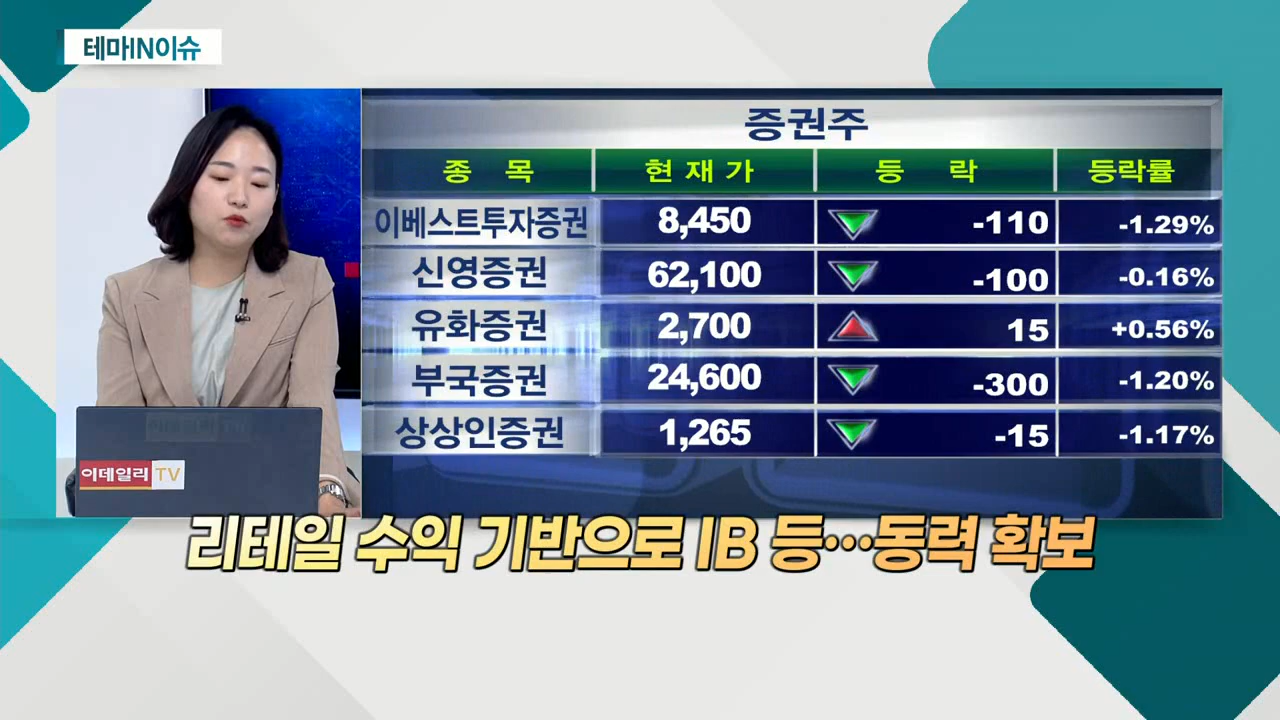 테마IN이슈
증권주
종 목 현 재 가 등 락 등락률
이베스트투자증권 8,450 -110 -1.29%
신영증권 62,100 -100 -0.16%
유화증권 2,700 15 +0.56%
부국증권 24,600 -300 -1.20%
상상인증권 1,265 -15 -1.17%
이데일리 TV
리테일 수익 기반으로 IB 등…동력 확보